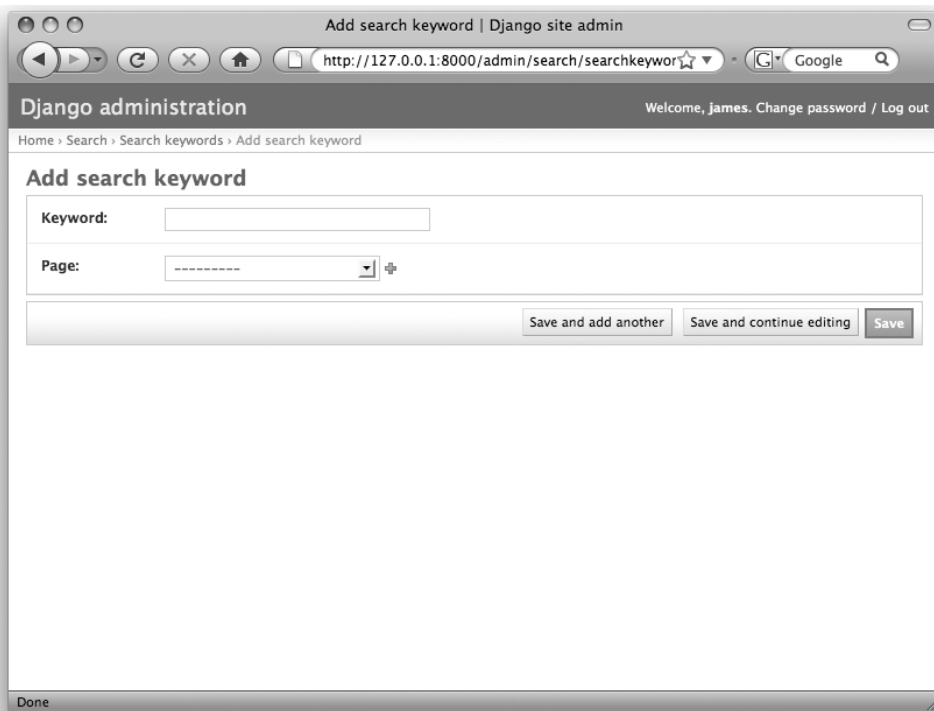 Add search keyword | Django site admin
http://127.0.0.1:8000/admin/search/searchkeywor
G Google
Django administration
Welcome, james. Change password / Log out
Home › Search › Search keywords › Add search keyword
Add search keyword
Keyword:
Page:
---------
Save and add another
Save and continue editing
Save
Done